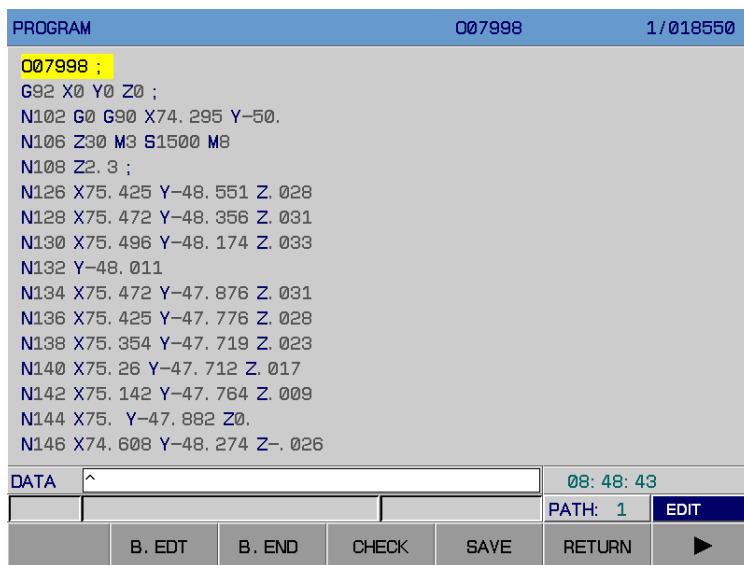 PROGRAM O07998 1/018550
O07998 ;
G92 X0 Y0 Z0 ;
N102 G0 G90 X74.295 Y-50.
N106 Z30 M3 S1500 M8
N108 Z2.3 ;
N126 X75.425 Y-48.551 Z.028
N128 X75.472 Y-48.356 Z.031
N130 X75.496 Y-48.174 Z.033
N132 Y-48.011
N134 X75.472 Y-47.876 Z.031
N136 X75.425 Y-47.776 Z.028
N138 X75.354 Y-47.719 Z.023
N140 X75.26 Y-47.712 Z.017
N142 X75.142 Y-47.764 Z.009
N144 X75. Y-47.882 Z0.
N146 X74.608 Y-48.274 Z-.026
DATA ^ 08:48:43
PATH: 1 EDIT
B.EDT B.END CHECK SAVE RETURN ▶